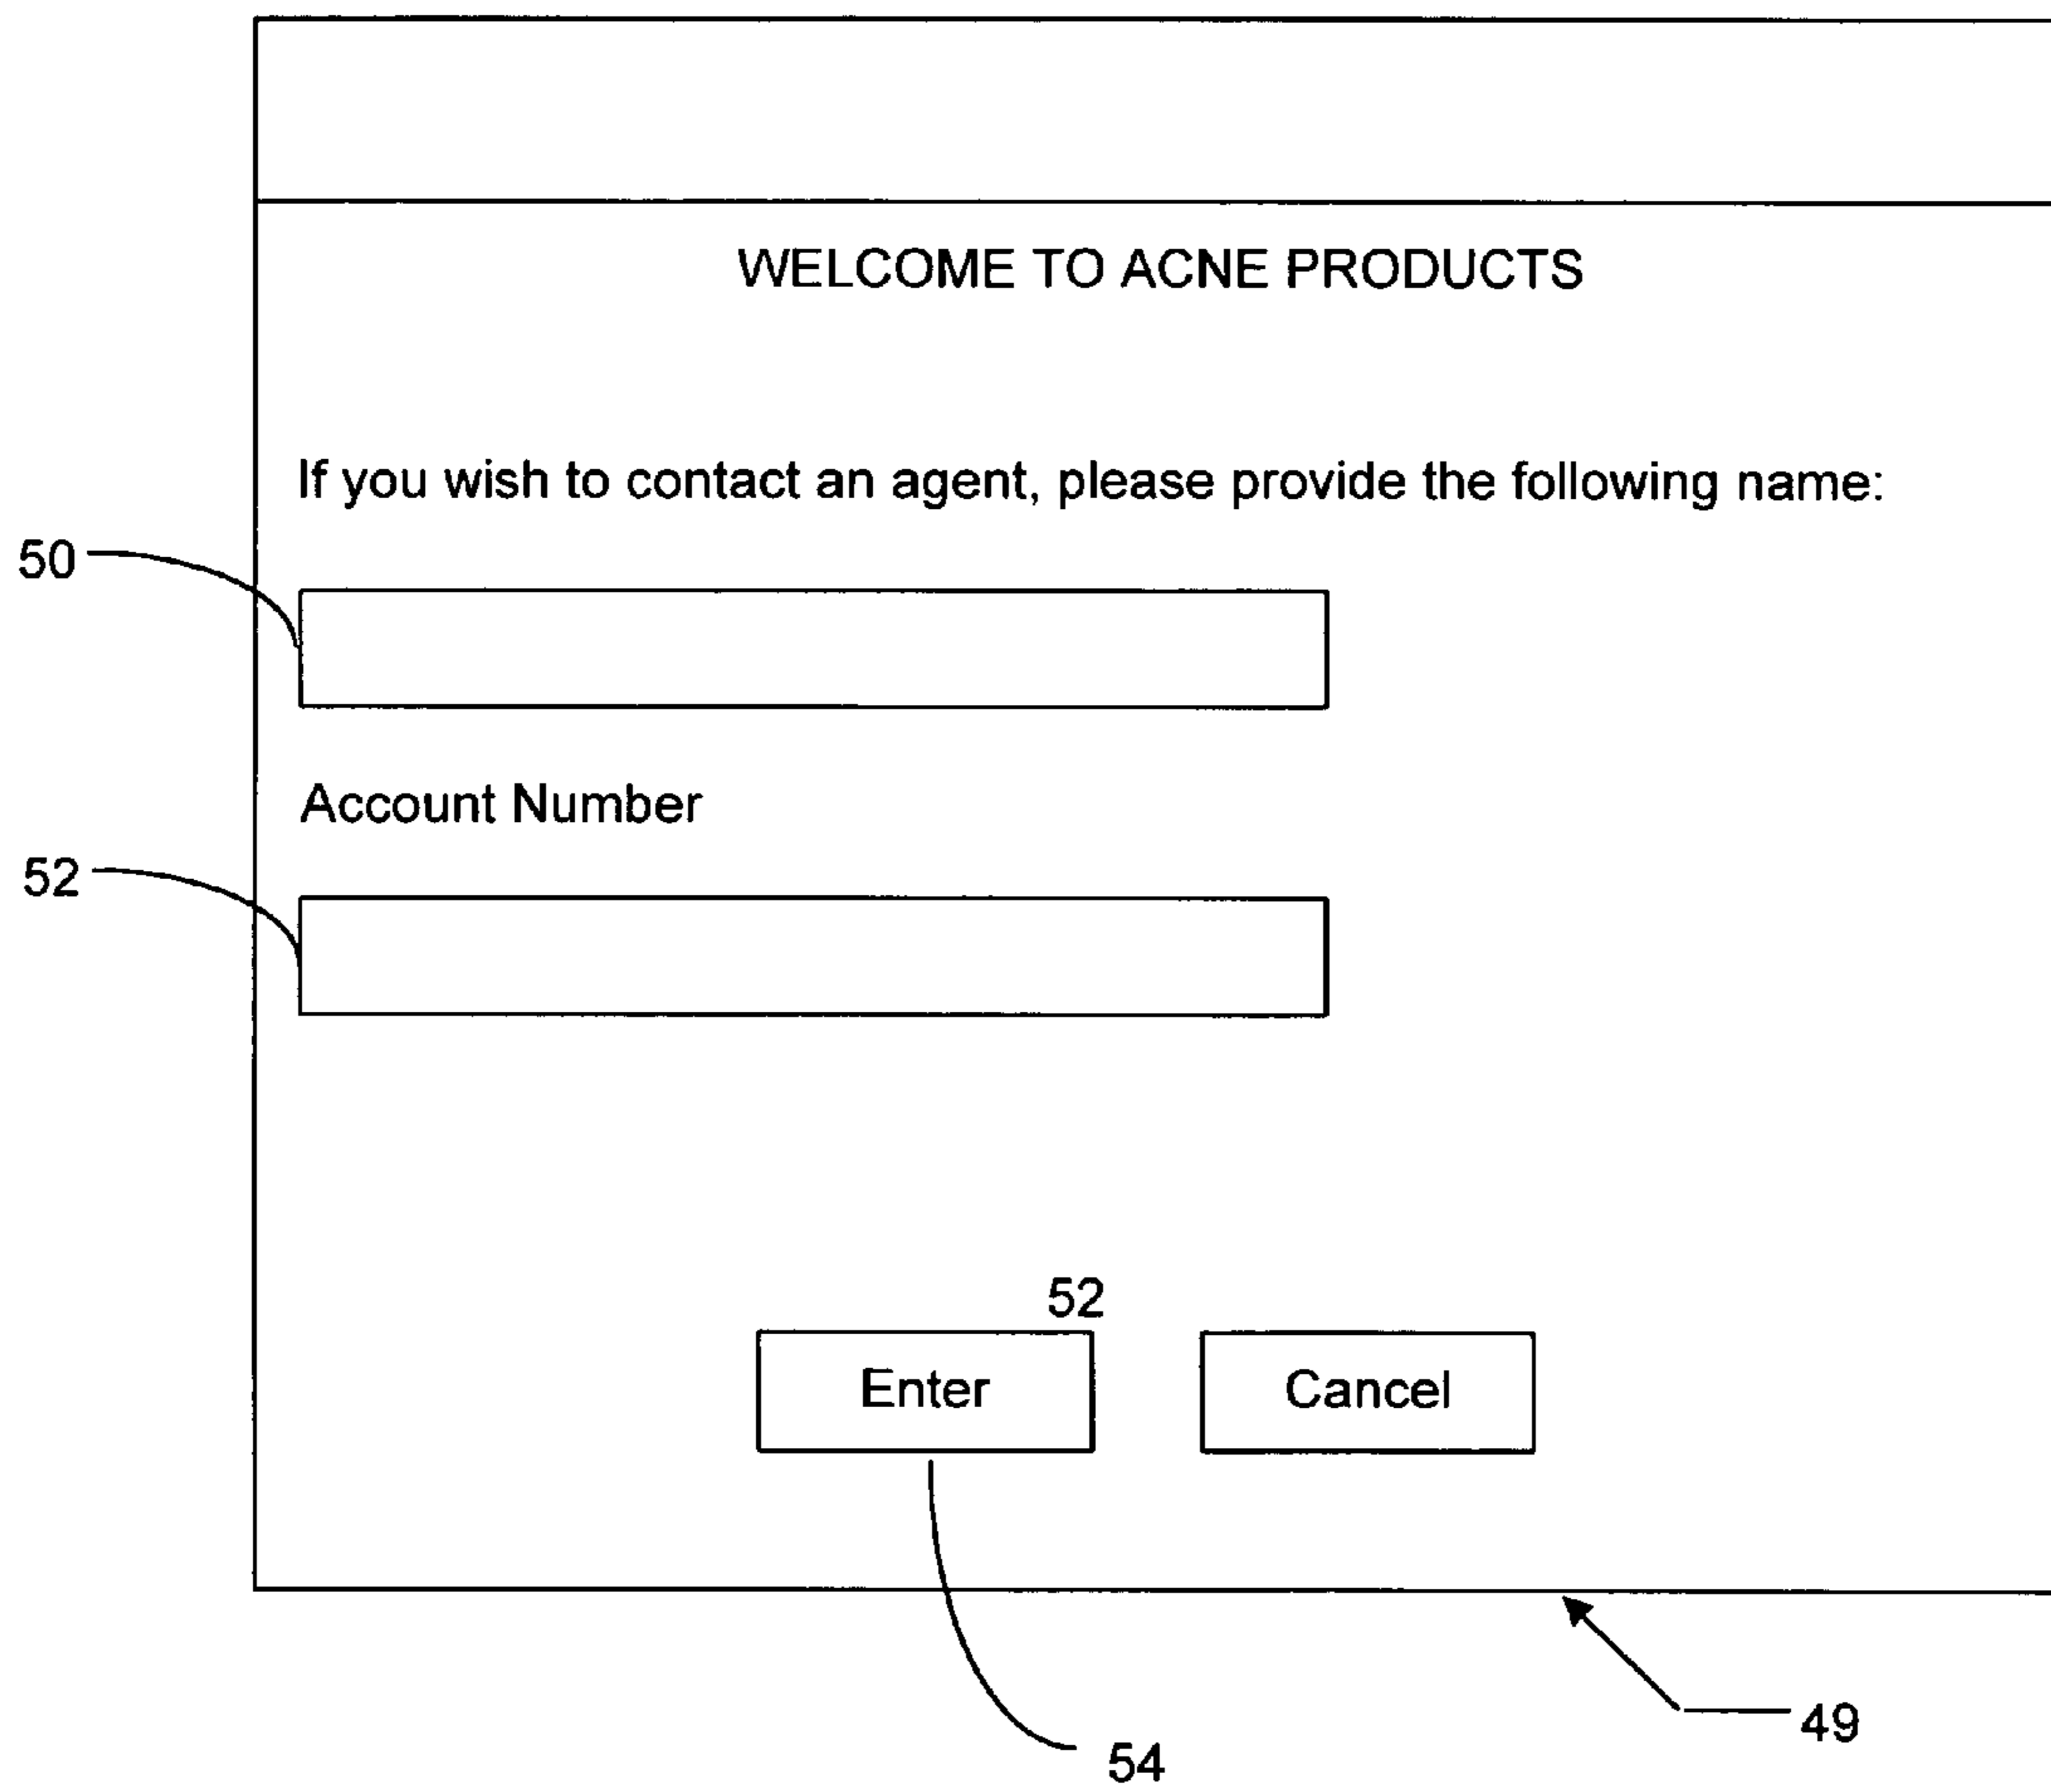 WELCOME TO ACNE PRODUCTS
If you wish to contact an agent, please provide the following name:
50
Account Number
52
52
Enter Cancel
49
54